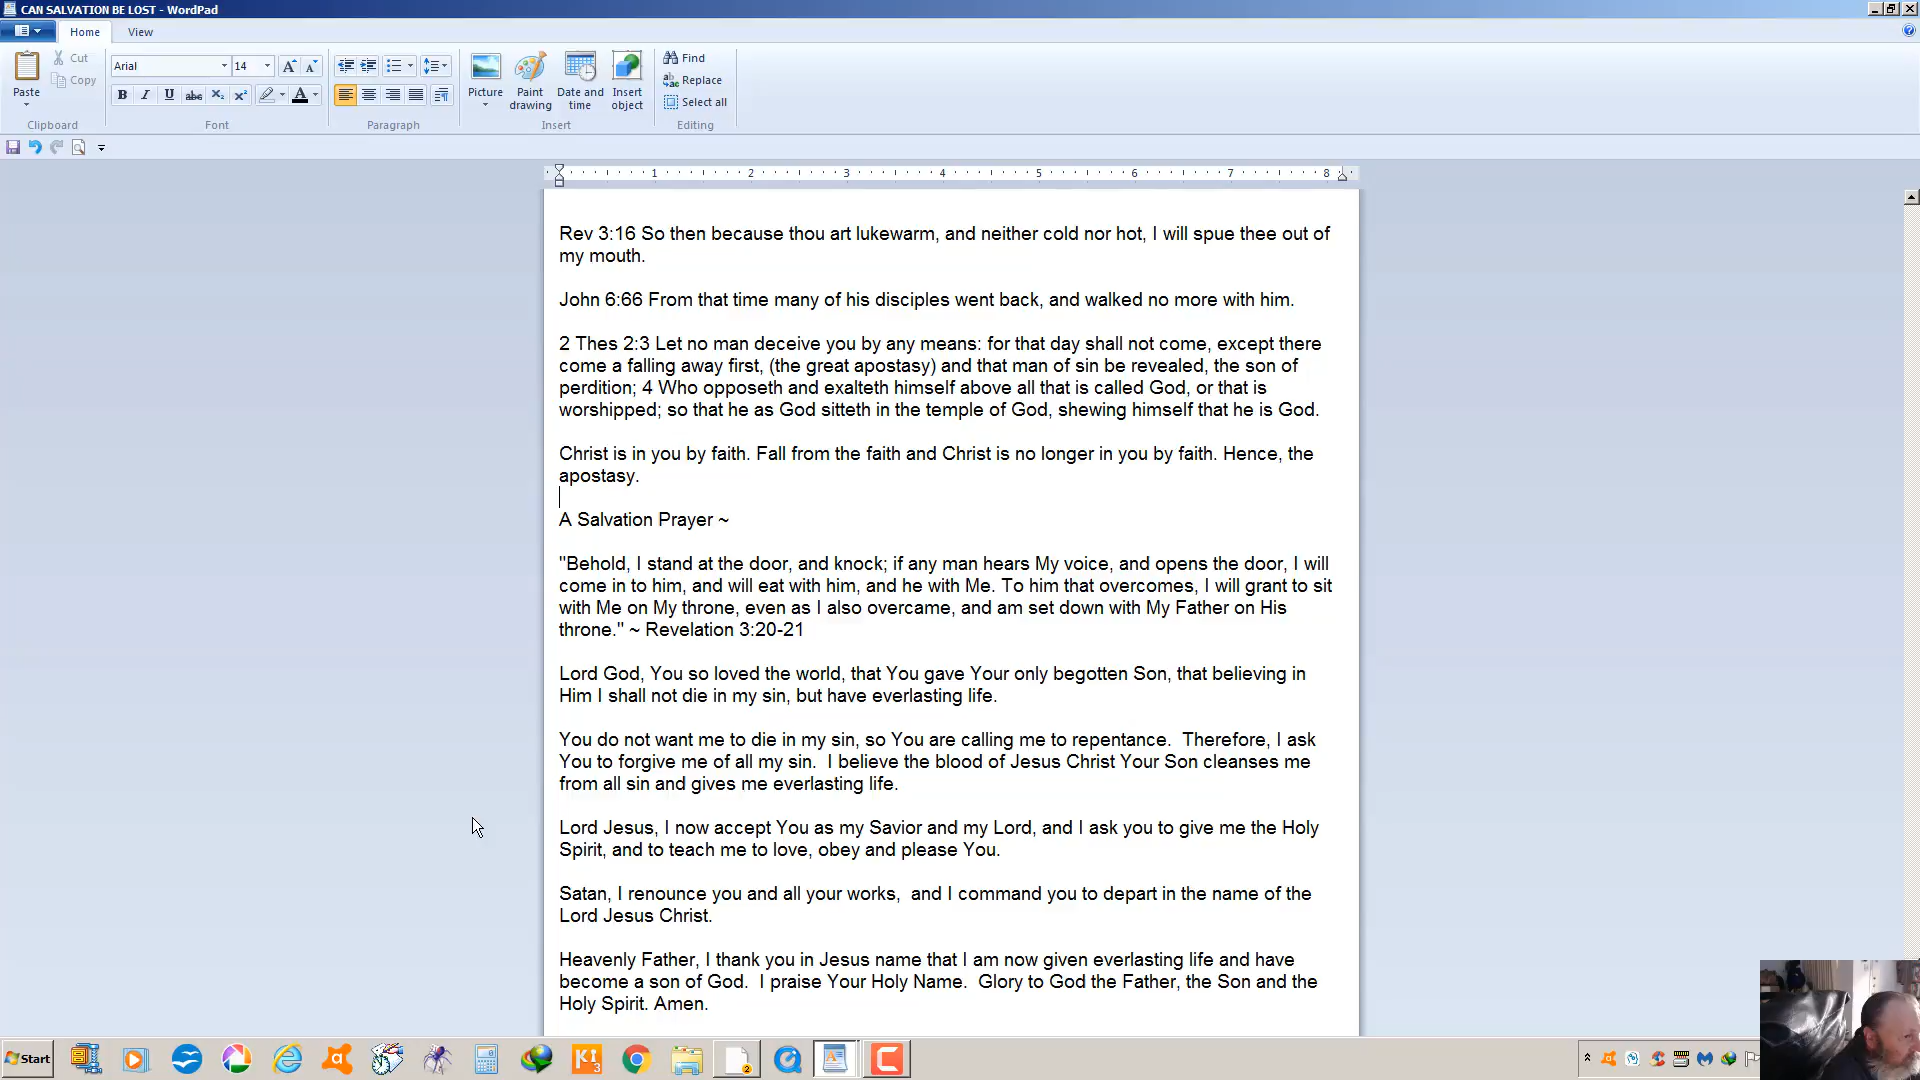 CAN SALVATION BE LOST - WordPad
Home View
Paste
Cut
Copy
Clipboard
Arial 14
B I U abc X₂ X² A
Font
Paragraph
Picture
Paint drawing
Date and time
Insert object
Insert
Find
Replace
Select all
Editing
1 2 3 4 5 6 7 8
Rev 3:16 So then because thou art lukewarm, and neither cold nor hot, I will spue thee out of
my mouth.
John 6:66 From that time many of his disciples went back, and walked no more with him.
2 Thes 2:3 Let no man deceive you by any means: for that day shall not come, except there
come a falling away first, (the great apostasy) and that man of sin be revealed, the son of
perdition; 4 Who opposeth and exalteth himself above all that is called God, or that is
worshipped; so that he as God sitteth in the temple of God, shewing himself that he is God.
Christ is in you by faith. Fall from the faith and Christ is no longer in you by faith. Hence, the
apostasy.
A Salvation Prayer ~
"Behold, I stand at the door, and knock; if any man hears My voice, and opens the door, I will
come in to him, and will eat with him, and he with Me. To him that overcomes, I will grant to sit
with Me on My throne, even as I also overcame, and am set down with My Father on His
throne." ~ Revelation 3:20-21
Lord God, You so loved the world, that You gave Your only begotten Son, that believing in
Him I shall not die in my sin, but have everlasting life.
You do not want me to die in my sin, so You are calling me to repentance.  Therefore, I ask
You to forgive me of all my sin.  I believe the blood of Jesus Christ Your Son cleanses me
from all sin and gives me everlasting life.
Lord Jesus, I now accept You as my Savior and my Lord, and I ask you to give me the Holy
Spirit, and to teach me to love, obey and please You.
Satan, I renounce you and all your works,  and I command you to depart in the name of the
Lord Jesus Christ.
Heavenly Father, I thank you in Jesus name that I am now given everlasting life and have
become a son of God.  I praise Your Holy Name.  Glory to God the Father, the Son and the
Holy Spirit. Amen.
Start